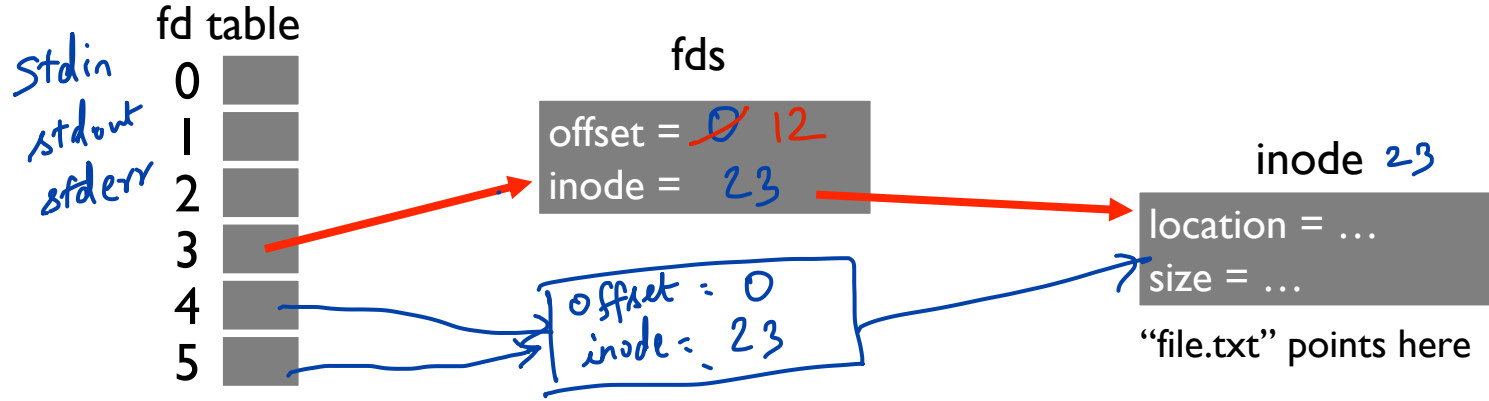 fd table
stdin
stdout
stderr
0
1
2
3
4
5
fds
offset = 0 12
inode = 23
offset = 0
inode = 23
inode 23
location = …
size = …
“file.txt” points here